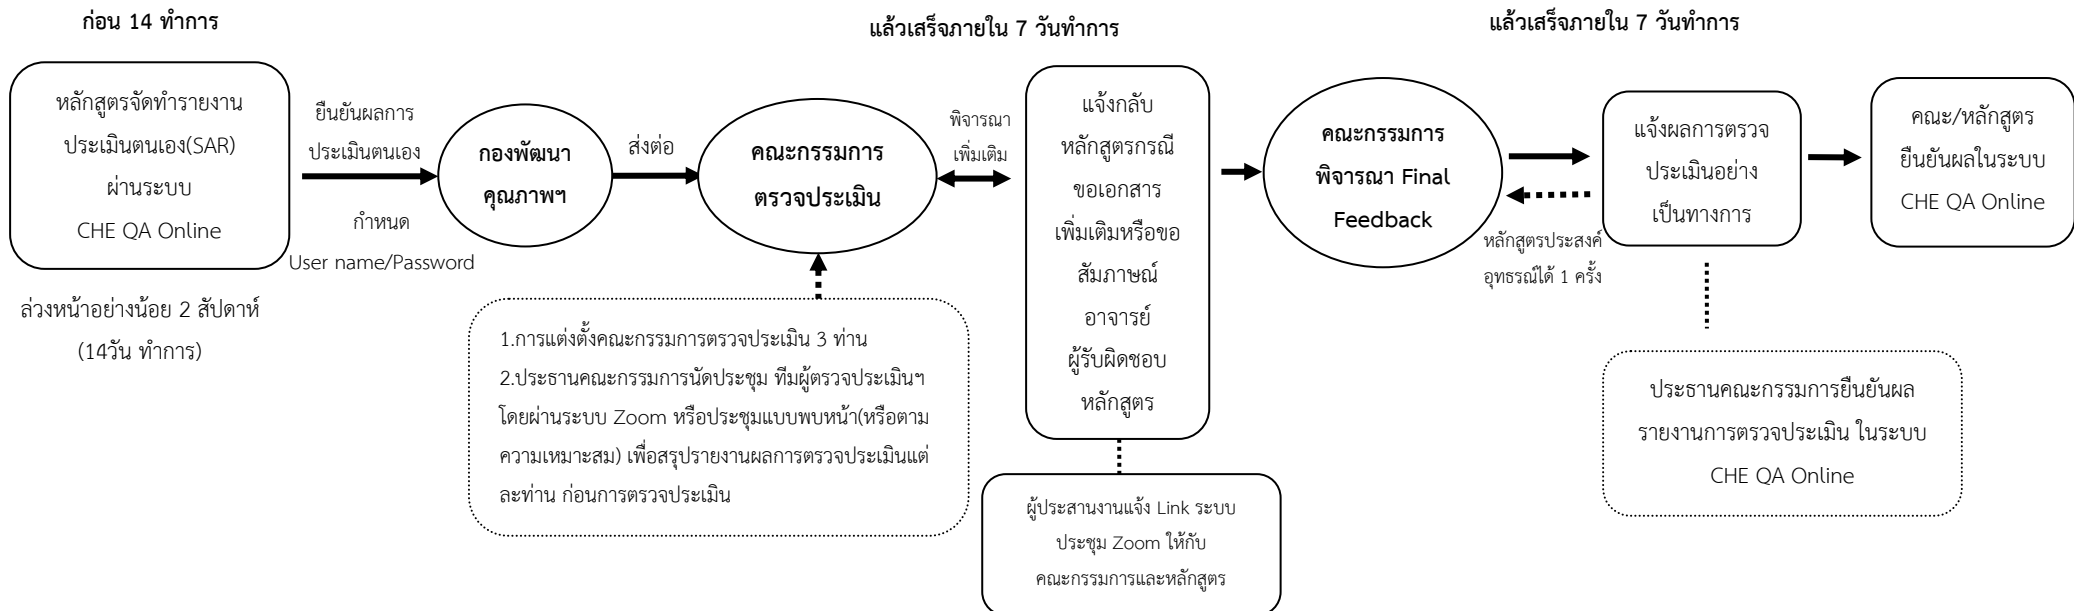 ก่อน 14 ทำการ
แล้วเสร็จภายใน 7 วันทำการ
แล้วเสร็จภายใน 7 วันทำการ
หลักสูตรจัดทำรายงาน
ประเมินตนเอง(SAR)
ผ่านระบบ
CHE QA Online
ล่วงหน้าอย่างน้อย 2 สัปดาห์
(14วัน ทำการ)
ยืนยันผลการ
ประเมินตนเอง
กำหนด
User name/Password
กองพัฒนา
คุณภาพฯ
ส่งต่อ
คณะกรรมการ
ตรวจประเมิน
1.การแต่งตั้งคณะกรรมการตรวจประเมิน 3 ท่าน
2.ประธานคณะกรรมการนัดประชุม ทีมผู้ตรวจประเมินฯ
โดยผ่านระบบ Zoom หรือประชุมแบบพบหน้า(หรือตาม
ความเหมาะสม) เพื่อสรุปรายงานผลการตรวจประเมินแต่
ละท่าน ก่อนการตรวจประเมิน
พิจารณา
เพิ่มเติม
แจ้งกลับ
หลักสูตรกรณี
ขอเอกสาร
เพิ่มเติมหรือขอ
สัมภาษณ์
อาจารย์
ผู้รับผิดชอบ
หลักสูตร
ผู้ประสานงานแจ้ง Link ระบบ
ประชุม Zoom ให้กับ
คณะกรรมการและหลักสูตร
คณะกรรมการ
พิจารณา Final
Feedback
หลักสูตรประสงค์
อุทธรณ์ได้ 1 ครั้ง
แจ้งผลการตรวจ
ประเมินอย่าง
เป็นทางการ
ประธานคณะกรรมการยืนยันผล
รายงานการตรวจประเมิน ในระบบ
CHE QA Online
คณะ/หลักสูตร
ยืนยันผลในระบบ
CHE QA Online